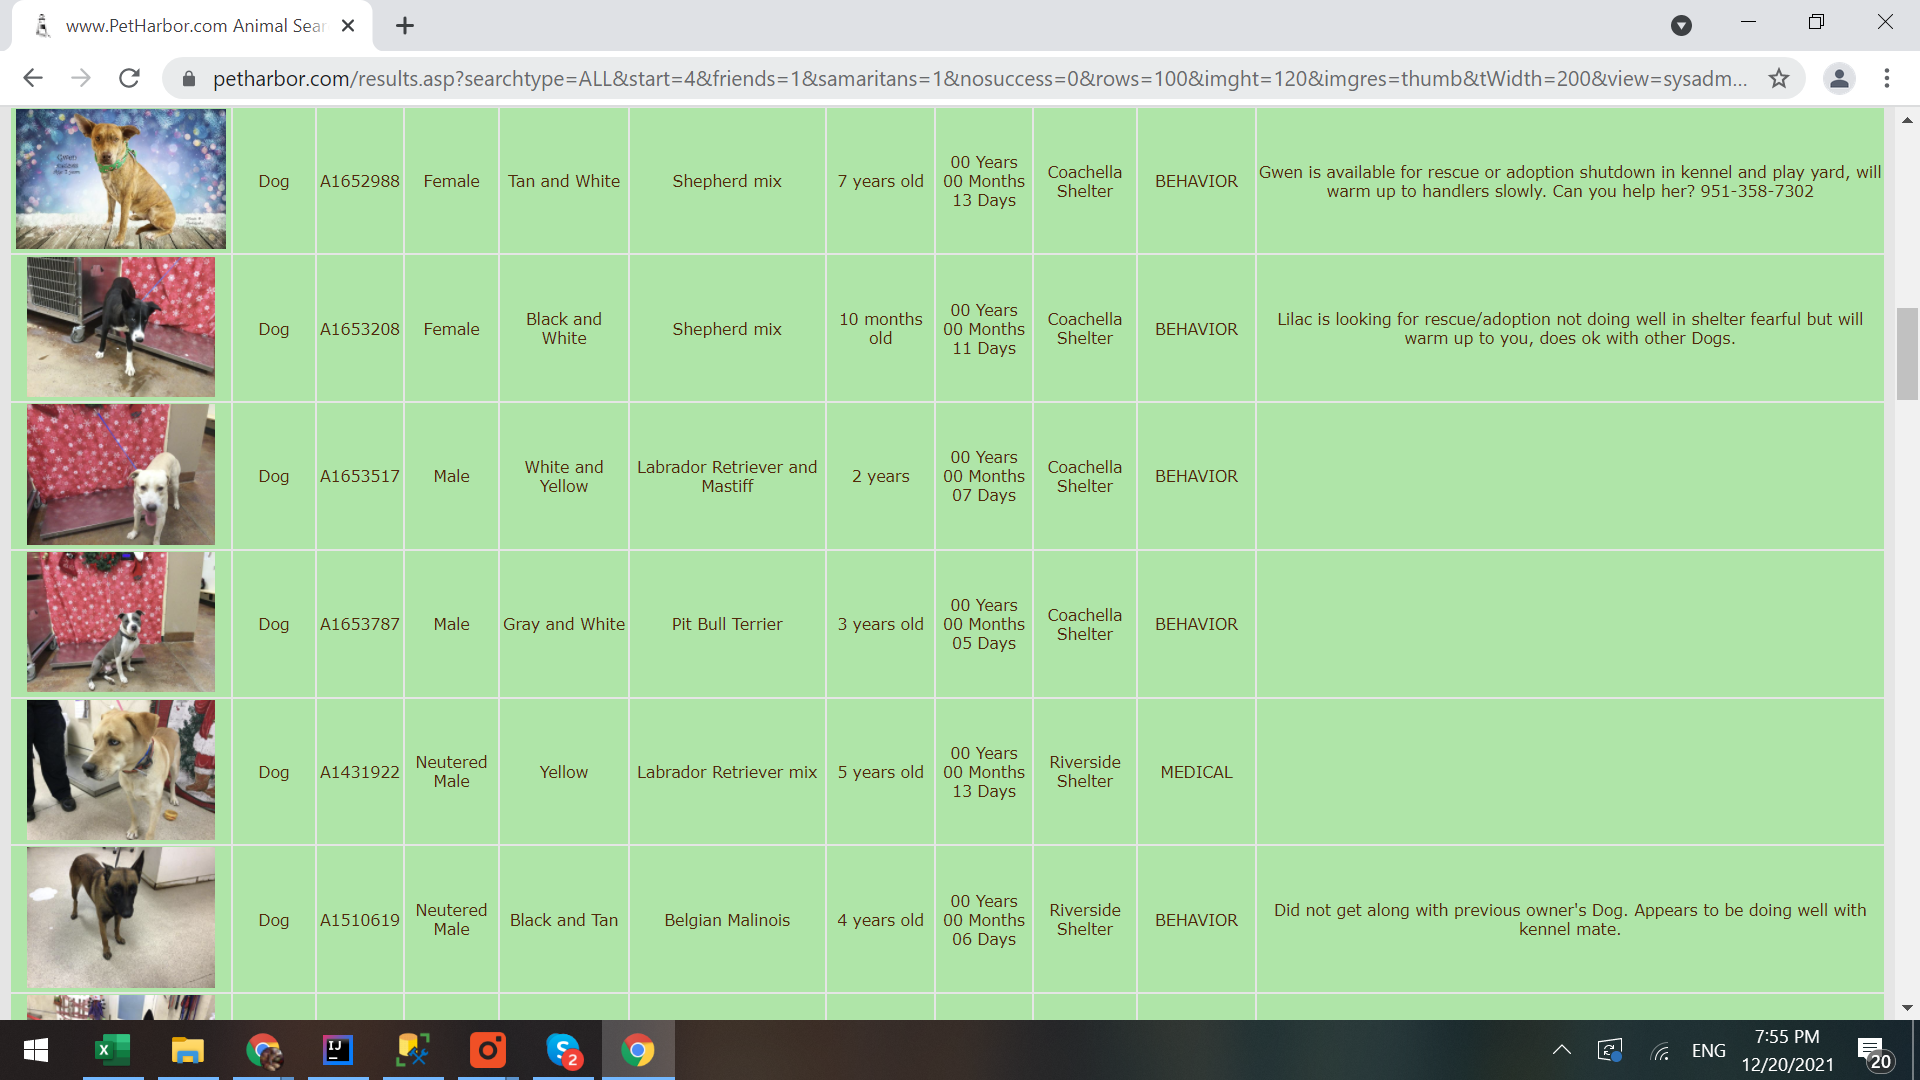 www.PetHarbor.com Animal Sear
petharbor.com/results.asp?searchtype=ALL&start=4&friends=1&samaritans=1&nosuccess=0&rows=100&imght=120&imgres=thumb&tWidth=200&view=sysadm...
Gwen
Dog
A1652988
Female
Tan and White
Shepherd mix
7 years old
00 Years
00 Months
13 Days
Coachella
Shelter
BEHAVIOR
Gwen is available for rescue or adoption shutdown in kennel and play yard, will
warm up to handlers slowly. Can you help her? 951-358-7302
Dog
A1653208
Female
Black and
White
Shepherd mix
10 months
old
00 Years
00 Months
11 Days
Coachella
Shelter
BEHAVIOR
Lilac is looking for rescue/adoption not doing well in shelter fearful but will
warm up to you, does ok with other Dogs.
Dog
A1653517
Male
White and
Yellow
Labrador Retriever and
Mastiff
2 years
00 Years
00 Months
07 Days
Coachella
Shelter
BEHAVIOR
Dog
A1653787
Male
Gray and White
Pit Bull Terrier
3 years old
00 Years
00 Months
05 Days
Coachella
Shelter
BEHAVIOR
Dog
A1431922
Neutered
Male
Yellow
Labrador Retriever mix
5 years old
00 Years
00 Months
13 Days
Riverside
Shelter
MEDICAL
Dog
A1510619
Neutered
Male
Black and Tan
Belgian Malinois
4 years old
00 Years
00 Months
06 Days
Riverside
Shelter
BEHAVIOR
Did not get along with previous owner's Dog. Appears to be doing well with
kennel mate.
IJ
2
ENG
7:55 PM
12/20/2021
20